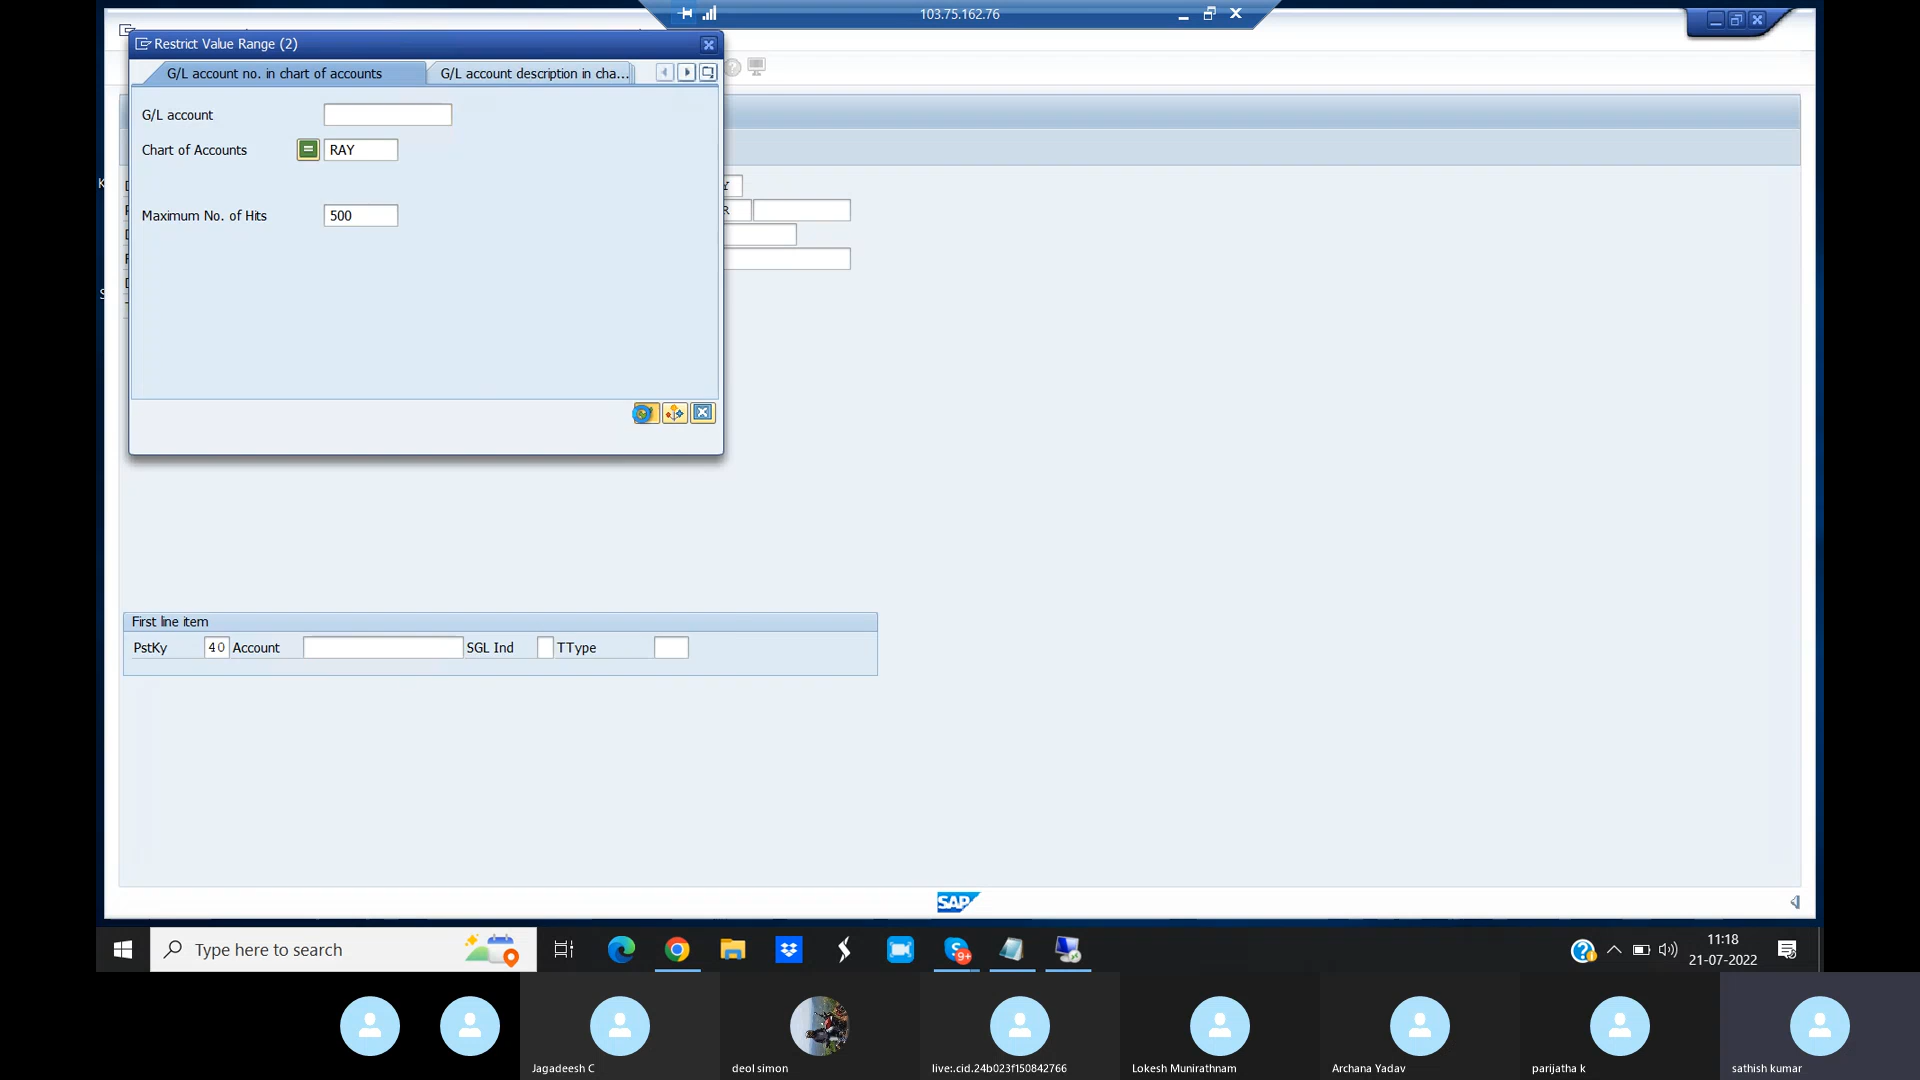 103.75.162.76
Restrict Value Range (2)
G/L account no. in chart of accounts
G/L account description in cha...
G/L account
Chart of Accounts
RAY
Maximum No. of Hits
500
First line item
PstKy
40
Account
SGL Ind
TType
SAP
Type here to search
9+
11:18
21-07-2022
Jagadeesh C
deol simon
live:.cid.24b023f150842766
Lokesh Munirathnam
Archana Yadav
parijatha k
sathish kumar